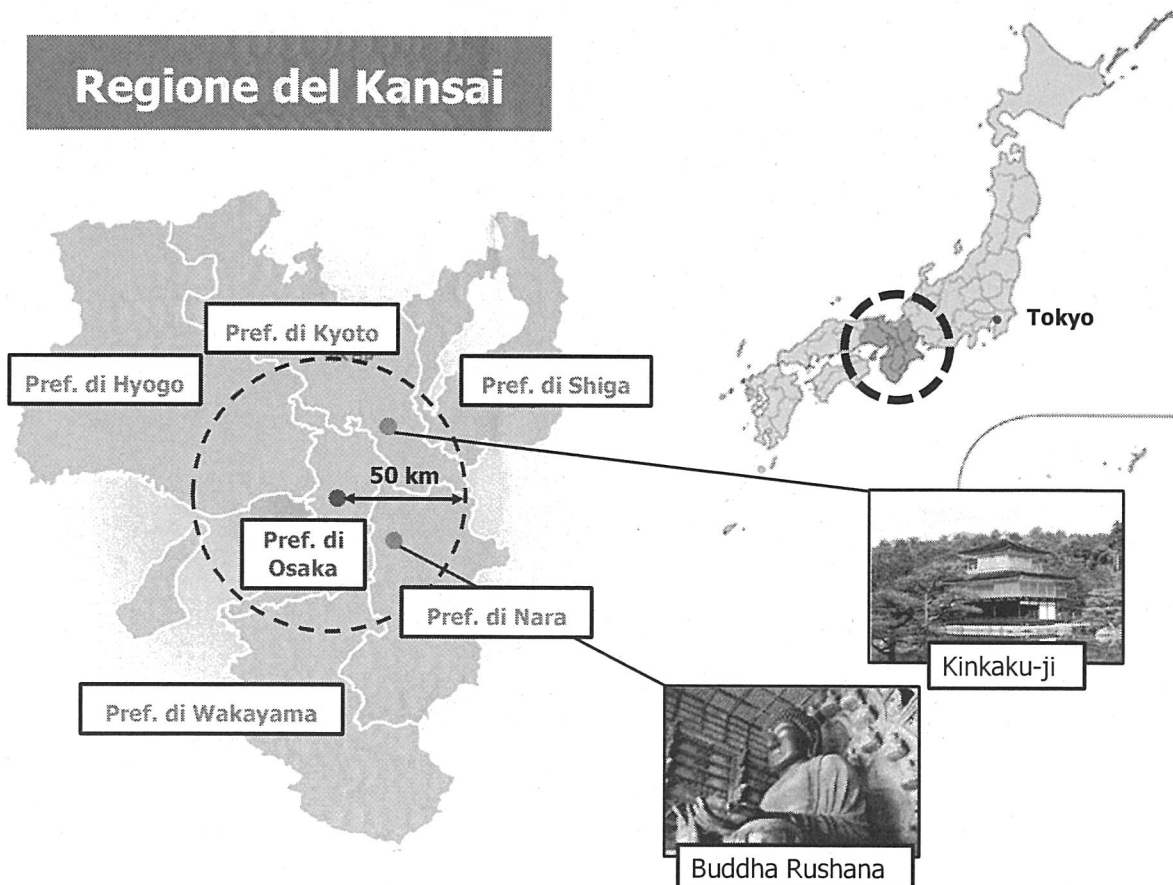 Regione del Kansai
Tokyo
Pref. di Kyoto
Pref. di Hyogo
Pref. di Shiga
50 km
Pref. di
Osaka
Pref. di Nara
Pref. di Wakayama
Kinkaku-ji
Buddha Rushana